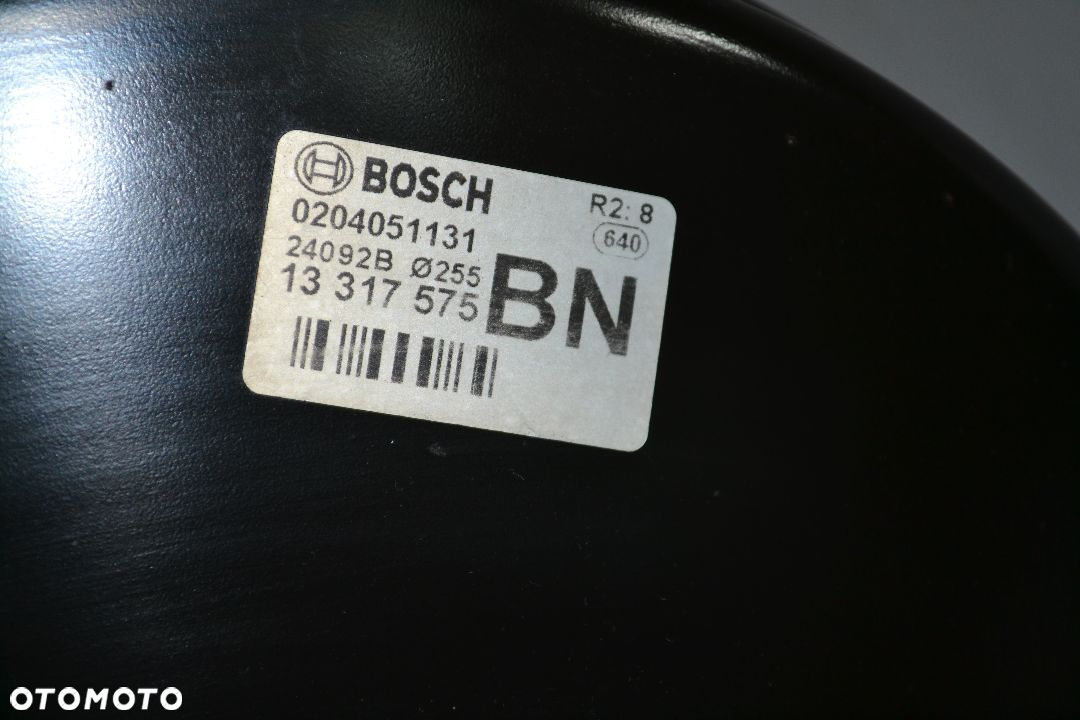 BOSCH
R2: 8
0204051131
640
24092B Ø255
13 317 575
BN
OTOMOTO